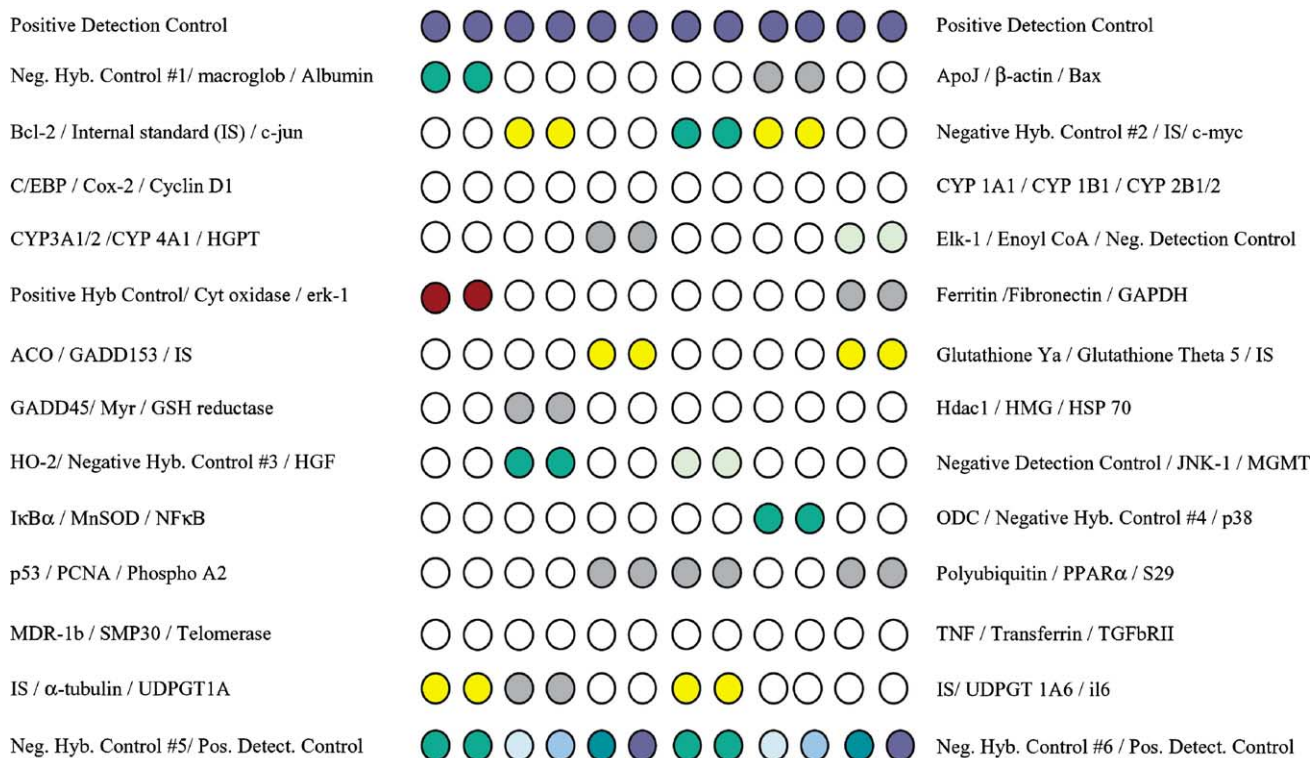 Positive Detection Control Positive Detection Control
Neg. Hyb. Control #1/ macroglob / Albumin ApoJ / β-actin / Bax
Bcl-2 / Internal standard (IS) / c-jun Negative Hyb. Control #2 / IS/ c-myc
C/EBP / Cox-2 / Cyclin D1 CYP 1A1 / CYP 1B1 / CYP 2B1/2
CYP3A1/2 /CYP 4A1 / HGPT Elk-1 / Enoyl CoA / Neg. Detection Control
Positive Hyb Control/ Cyt oxidase / erk-1 Ferritin /Fibronectin / GAPDH
ACO / GADD153 / IS Glutathione Ya / Glutathione Theta 5 / IS
GADD45/ Myr / GSH reductase Hdac1 / HMG / HSP 70
HO-2/ Negative Hyb. Control #3 / HGF Negative Detection Control / JNK-1 / MGMT
IκBα / MnSOD / NFκB ODC / Negative Hyb. Control #4 / p38
p53 / PCNA / Phospho A2 Polyubiquitin / PPARα / S29
MDR-1b / SMP30 / Telomerase TNF / Transferrin / TGFbRII
IS / α-tubulin / UDPGT1A IS/ UDPGT 1A6 / il6
Neg. Hyb. Control #5/ Pos. Detect. Control Neg. Hyb. Control #6 / Pos. Detect. Control